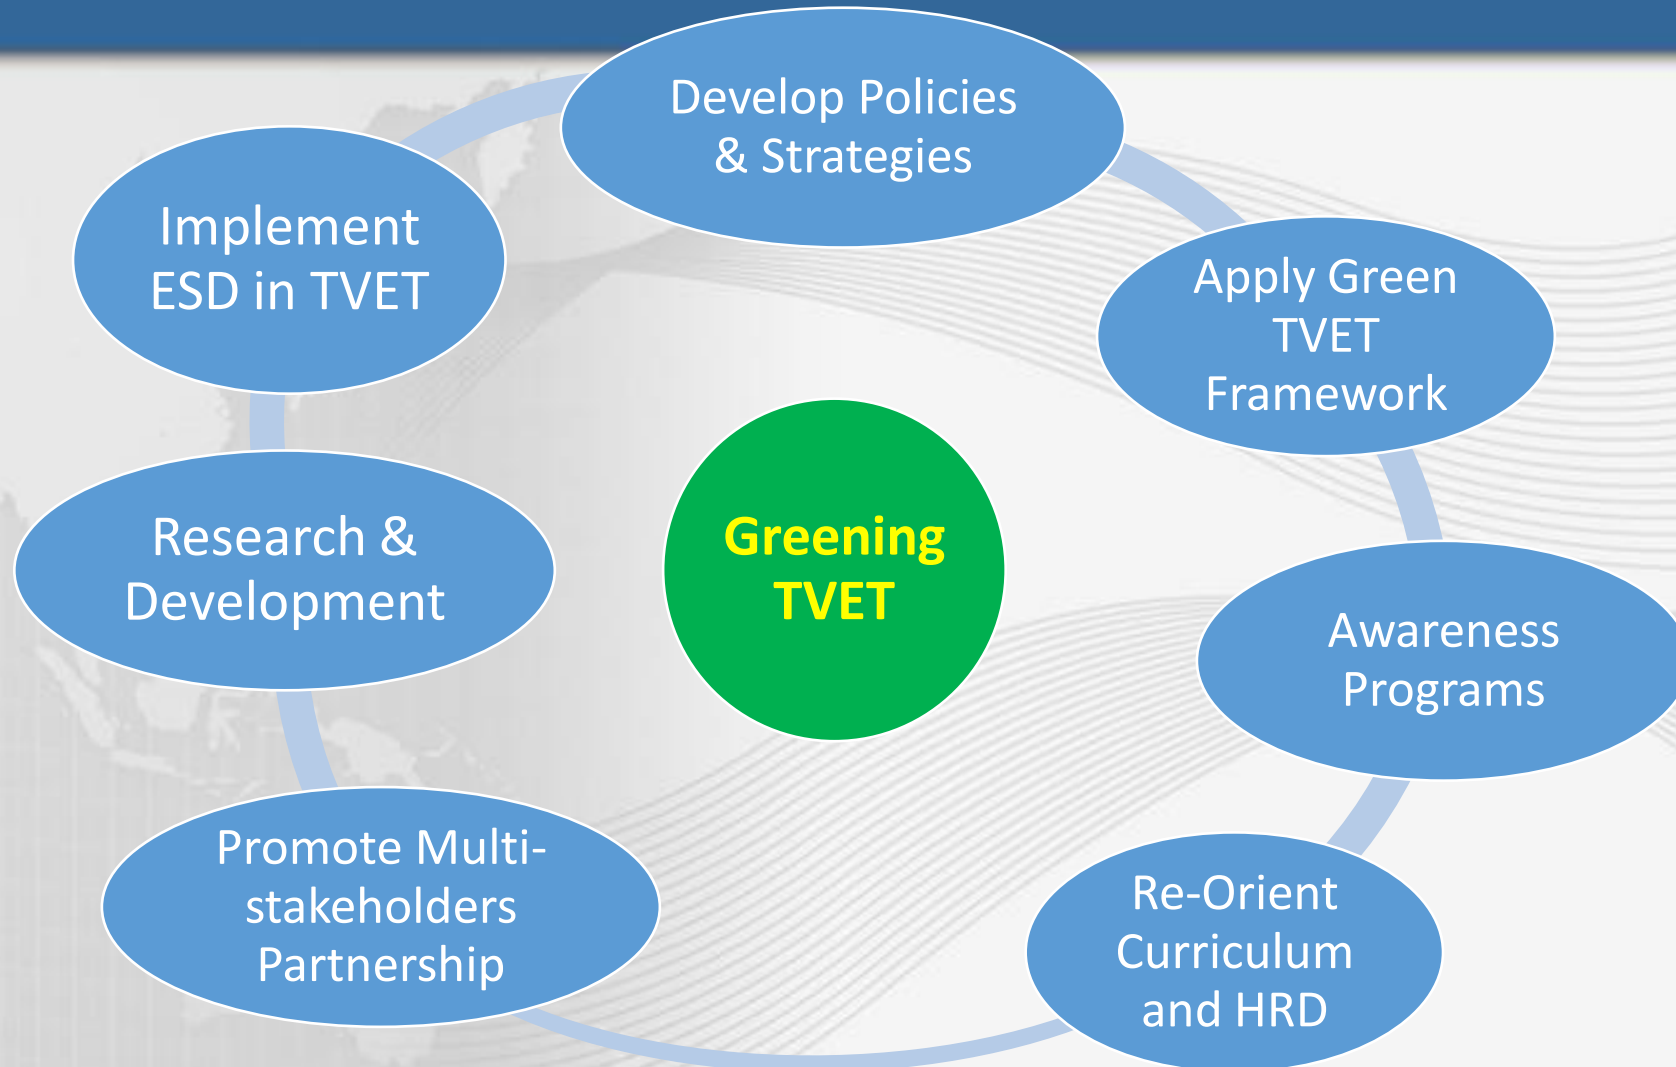 Develop Policies
& Strategies
Apply Green
TVET
Framework
Awareness
Programs
Re-Orient
Curriculum
and HRD
Promote Multi-
stakeholders
Partnership
Research &
Development
Implement
ESD in TVET
Greening
TVET